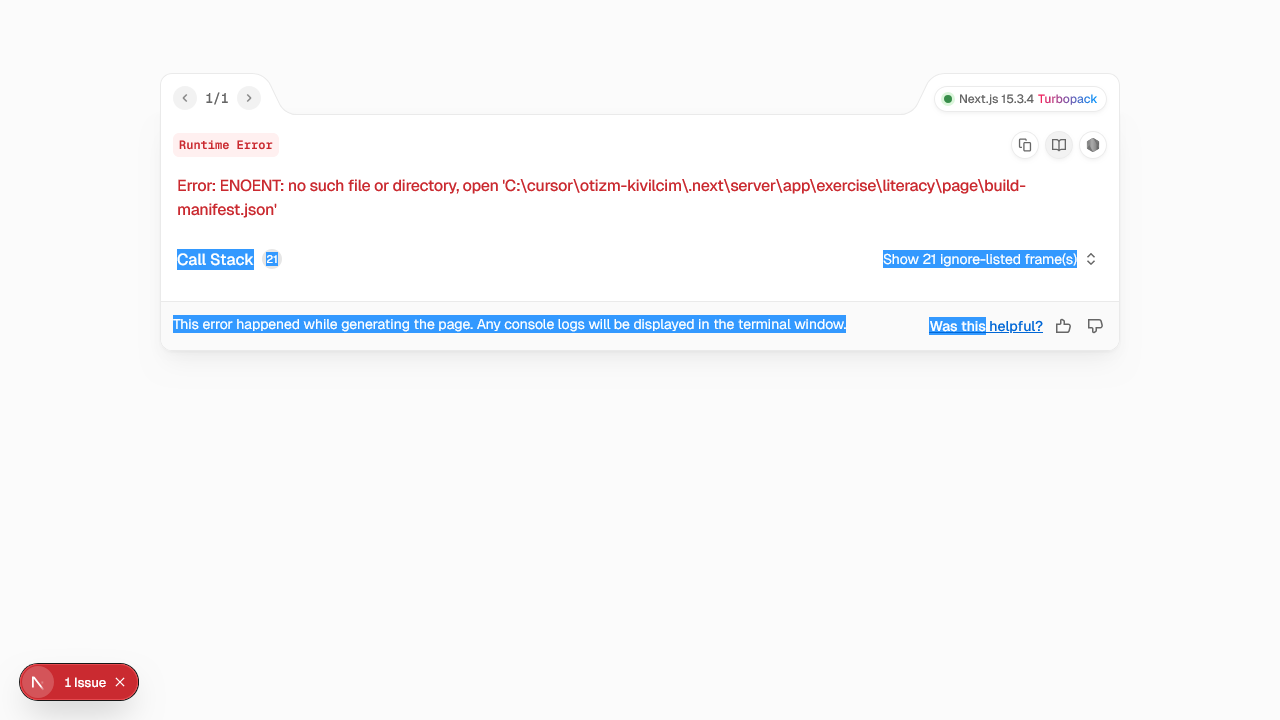 1/1
Next.js 15.3.4 Turbopack
Runtime Error
Error: ENOENT: no such file or directory, open 'C:\cursor\otizm-kivilcim\.next\server\app\exercise\literacy\page\build-
manifest.json'
Call Stack 21
Show 21 ignore-listed frame(s)
This error happened while generating the page. Any console logs will be displayed in the terminal window.
Was this helpful?
1 Issue